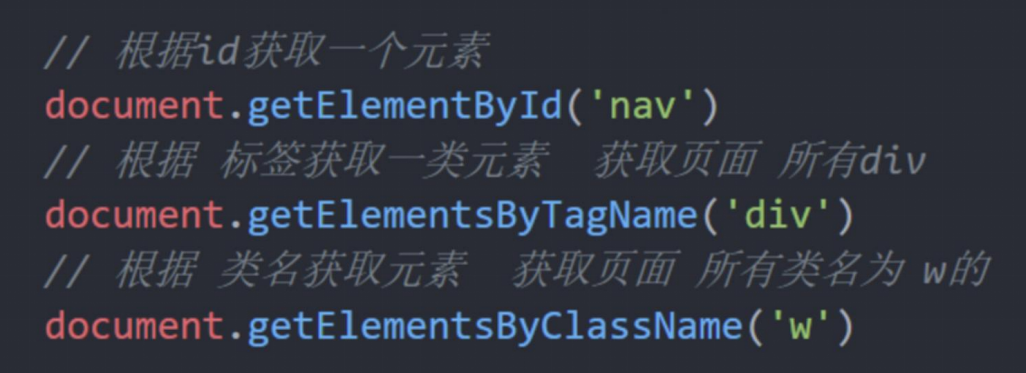 // 根据id获取一个元素
document.getElementById('nav')
// 根据 标签获取一类元素  获取页面 所有div
document.getElementsByTagName('div')
// 根据 类名获取元素  获取页面 所有类名为 w的
document.getElementsByClassName('w')